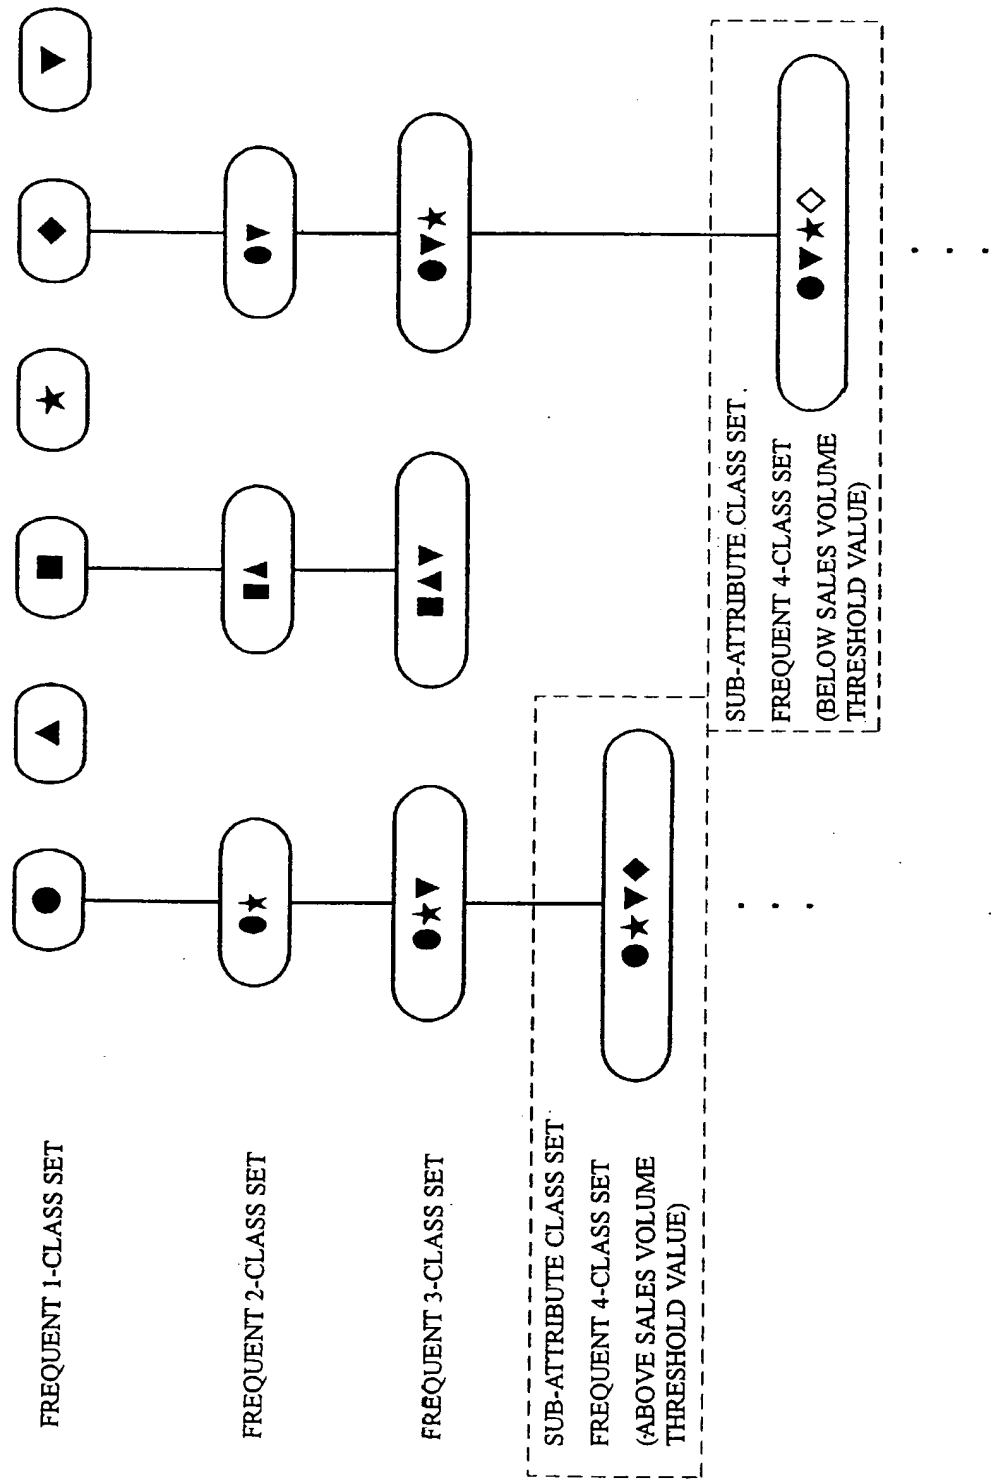 FREQUENT 1-CLASS SET
FREQUENT 2-CLASS SET
FREQUENT 3-CLASS SET
SUB-ATTRIBUTE CLASS SET
FREQUENT 4-CLASS SET
(ABOVE SALES VOLUME
THRESHOLD VALUE)
SUB-ATTRIBUTE CLASS SET
FREQUENT 4-CLASS SET
(BELOW SALES VOLUME
THRESHOLD VALUE)